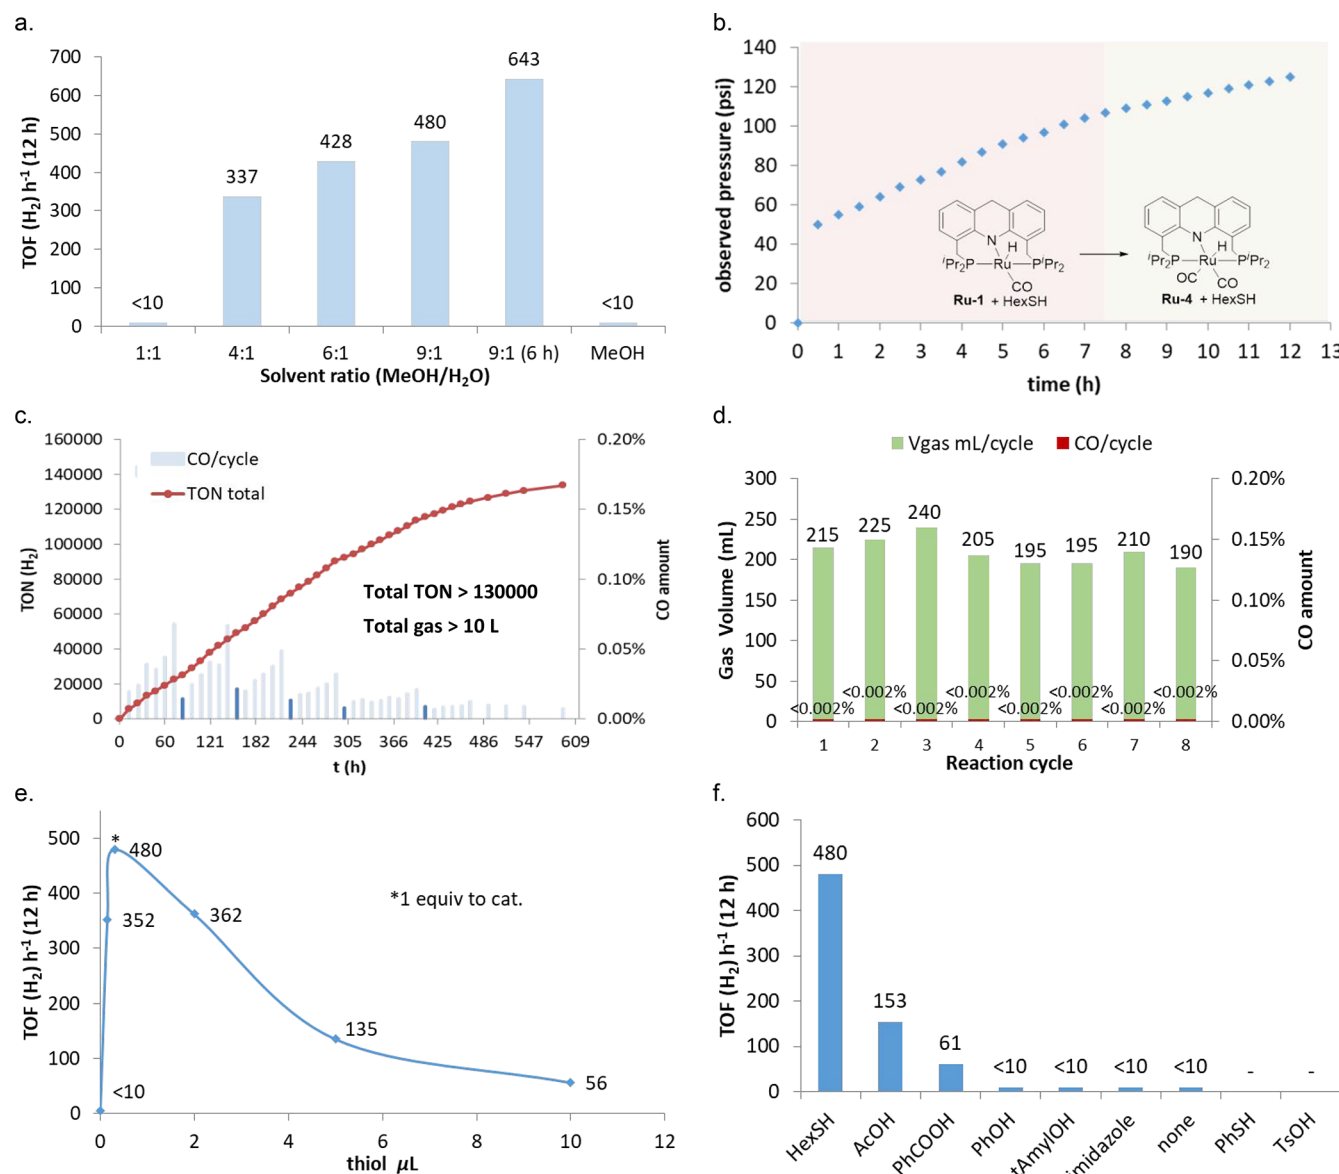 a.
TOF (H₂) h⁻¹ (12 h)
700
600
500
400
300
200
100
0
<10
337
428
480
643
<10
1:1
4:1
6:1
9:1
9:1 (6 h)
MeOH
Solvent ratio (MeOH/H₂O)
b.
observed pressure (psi)
140
120
100
80
60
40
20
0
N
H
ⁱPr₂P
Ru
PⁱPr₂
CO
Ru-1 + HexSH
N
H
ⁱPr₂P
Ru
PⁱPr₂
OC
CO
Ru-4 + HexSH
0 1 2 3 4 5 6 7 8 9 10 11 12 13
time (h)
c.
TON (H₂)
160000
140000
120000
100000
80000
60000
40000
20000
0
CO/cycle
TON total
Total TON > 130000
Total gas > 10 L
0.20%
0.15%
0.10%
0.05%
0.00%
CO amount
0 60 121 182 244 305 366 425 486 547 609
t (h)
d.
Vgas mL/cycle
CO/cycle
Gas Volume (mL)
300
250
200
150
100
50
0
215
225
240
205
195
195
210
190
<0.002%
<0.002%
<0.002%
<0.002%
<0.002%
<0.002%
<0.002%
<0.002%
0.20%
0.15%
0.10%
0.05%
0.00%
CO amount
1 2 3 4 5 6 7 8
Reaction cycle
e.
TOF (H₂) h⁻¹ (12 h)
500
400
300
200
100
0
*
480
352
362
135
56
<10
*1 equiv to cat.
0 2 4 6 8 10 12
thiol µL
f.
TOF (H₂) h⁻¹ (12 h)
600
500
400
300
200
100
0
480
153
61
<10
<10
<10
<10
-
-
HexSH
AcOH
PhCOOH
PhOH
tAmylOH
imidazole
none
PhSH
TsOH